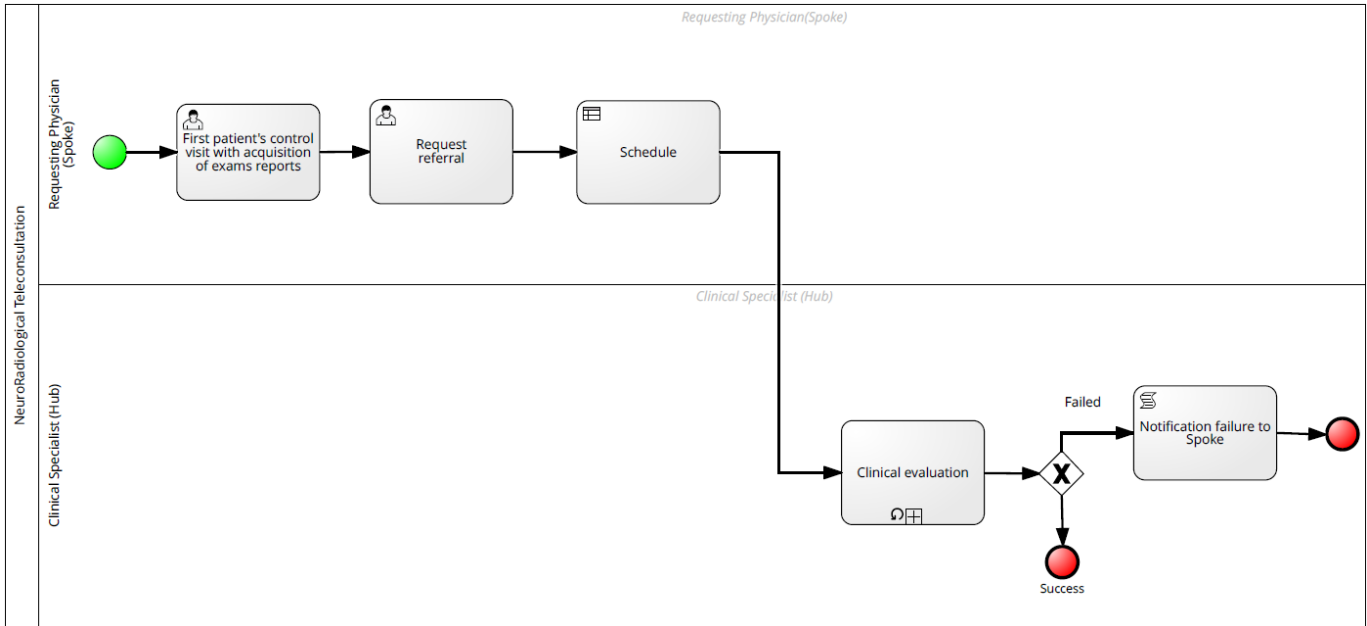 Requesting Physician(Spoke)
NeuroRadiological Teleconsultation
Requesting Physician
(Spoke)
First patient's control
visit with acquisition
of exams reports
Request
referral
Schedule
Clinical Specialist (Hub)
Clinical Specialist (Hub)
Clinical evaluation
Failed
Notification failure to
Spoke
X
Success